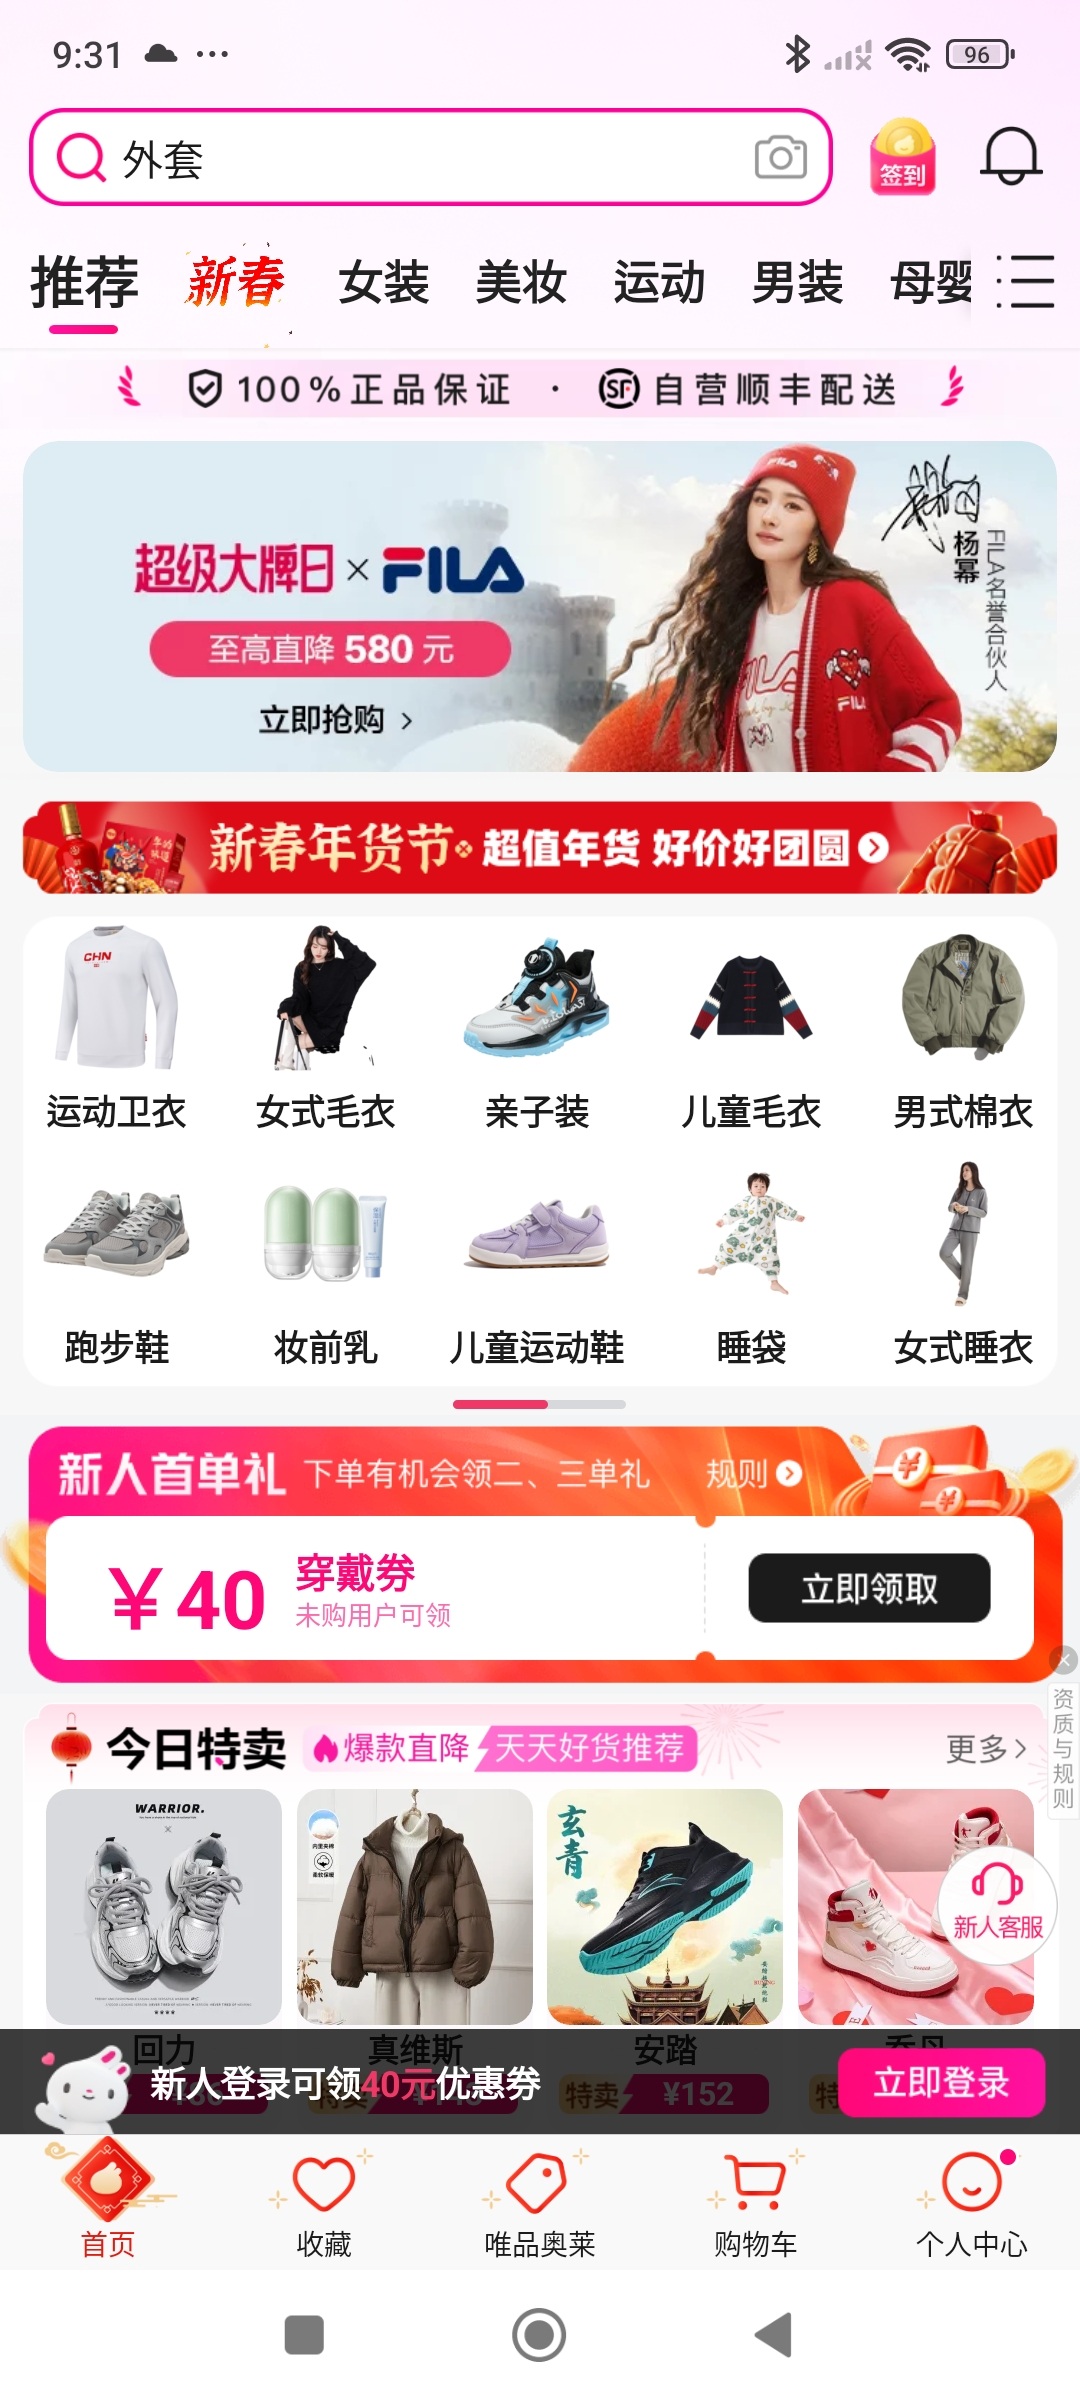 9:31
96
外套
签到
推荐 新春 女装 美妆 运动 男装 母婴
100%正品保证 · SF 自营顺丰配送
超级大牌日×FILA
至高直降 580 元
立即抢购 >
杨幂
FILA名誉合伙人
新春年货节 超值年货 好价好团圆
CHN
运动卫衣 女式毛衣 亲子装 儿童毛衣 男式棉衣
跑步鞋 妆前乳 儿童运动鞋 睡袋 女式睡衣
新人首单礼 下单有机会领二、三单礼 规则
¥40 穿戴券
未购用户可领
立即领取
资质与规则
今日特卖 爆款直降 天天好货推荐 更多
WARRIOR.
玄青
新人客服
回力 真维斯 安踏
新人登录可领40元优惠券
特卖 ¥152
立即登录
首页 收藏 唯品奥莱 购物车 个人中心